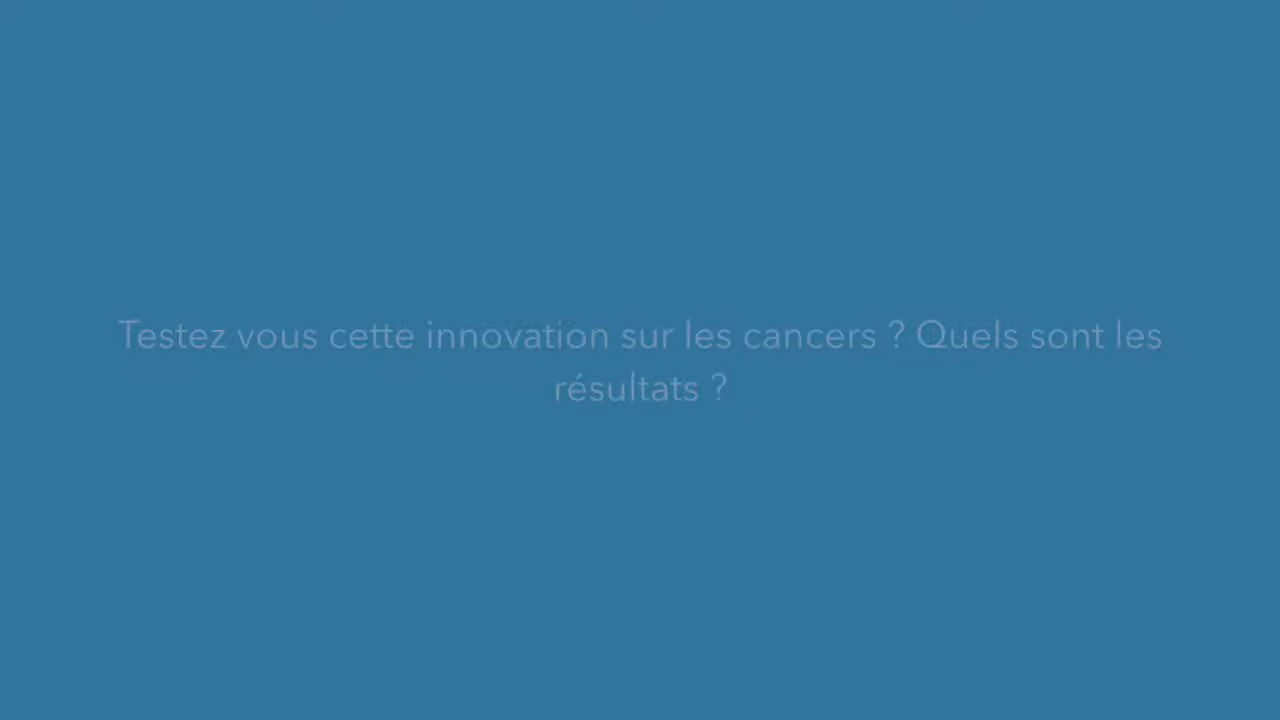 Testez vous cette innovation sur les cancers ? Quels sont les
résultats ?